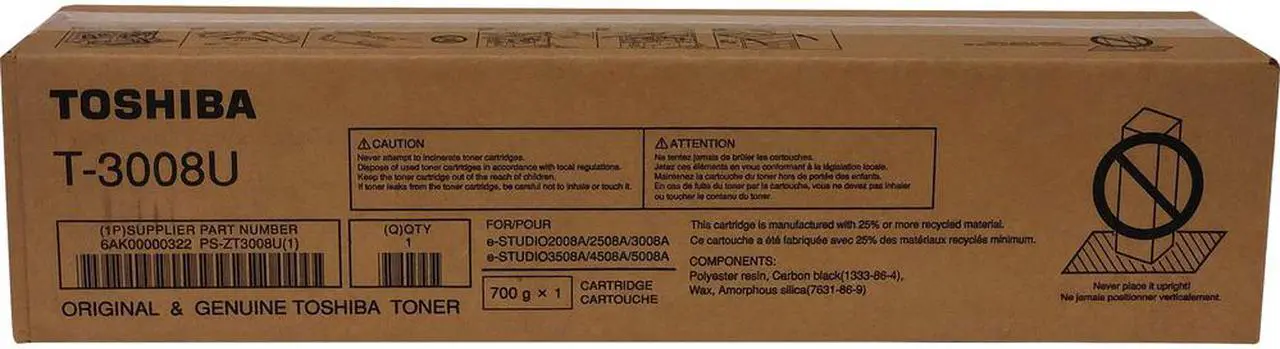 TOSHIBA
T-3008U
⚠CAUTION
Never attempt to incinerate toner cartridges.
Dispose of used toner cartridges in accordance with local regulations.
Keep the toner cartridge out of the reach of children.
If toner leaks from the toner cartridge, be careful not to inhale or touch it.
⚠ATTENTION
Ne tentez jamais de brûler les cartouches.
Jetez ces éléments en vous conformant à la législation locale.
Maintenez la cartouche du toner hors de portée des enfants.
En cas de fuite du toner par la cartouche, vous ne devez pas inhaler
ou toucher le contenu du toner.
(1P)SUPPLIER PART NUMBER
6AK00000322 PS-ZT3008U(1)
(Q)QTY
1
FOR/POUR
e-STUDIO2008A/2508A/3008A
e-STUDIO3508A/4508A/5008A
700 g × 1
CARTRIDGE
CARTOUCHE
ORIGINAL & GENUINE TOSHIBA TONER
This cartridge is manufactured with 25% or more recycled material.
Ce cartouche a été fabriquée avec 25% des matériaux recyclés minimum.
COMPONENTS:
Polyester resin, Carbon black(1333-86-4),
Wax, Amorphous silica(7631-86-9)
Never place it upright!
Ne jamais positionner verticalement.